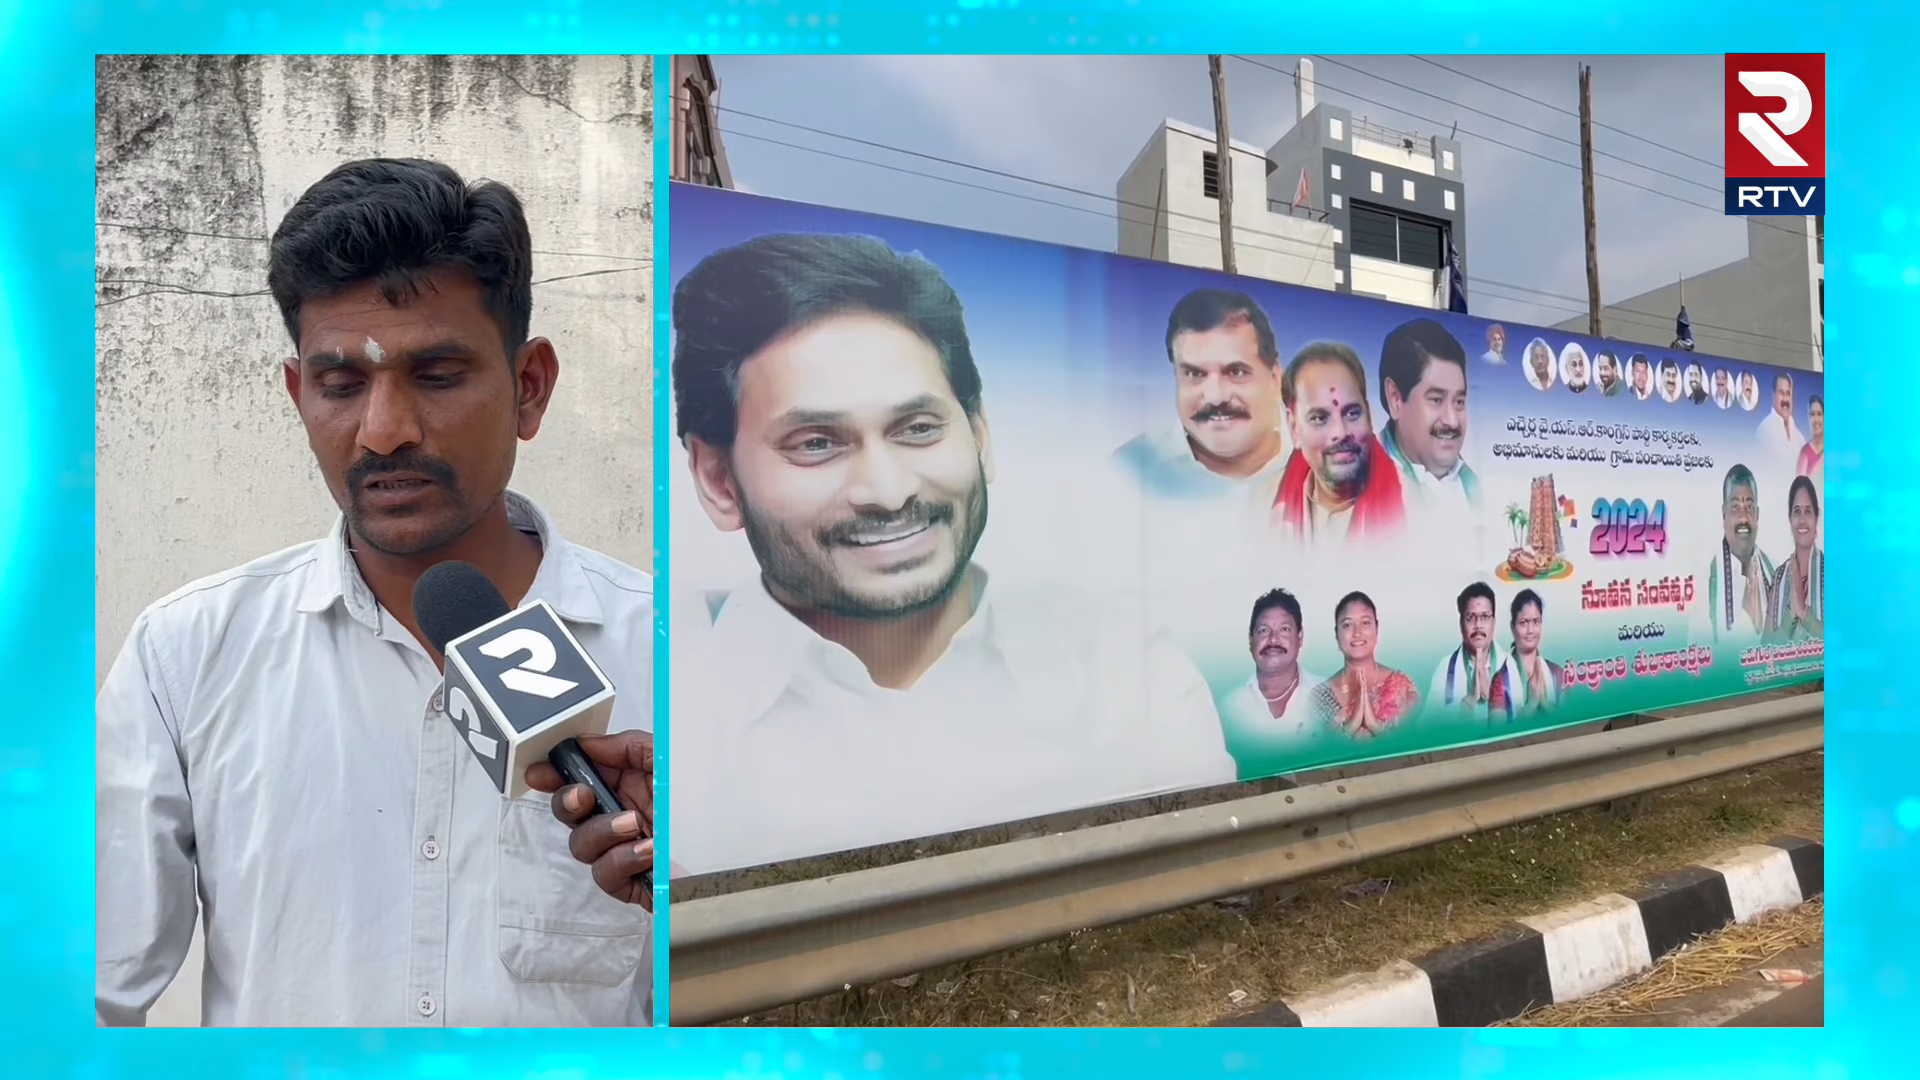 RTV
ఎచ్చెర్ల వై.యస్.ఆర్.కాంగ్రెస్ పార్టీ కార్యకర్తలకు,
అభిమానులకు మరియు గ్రామ పంచాయితి ప్రజలకు
2024
నూతన సంవత్సర
మరియు
సంక్రాంతి శుభాకాంక్షలు